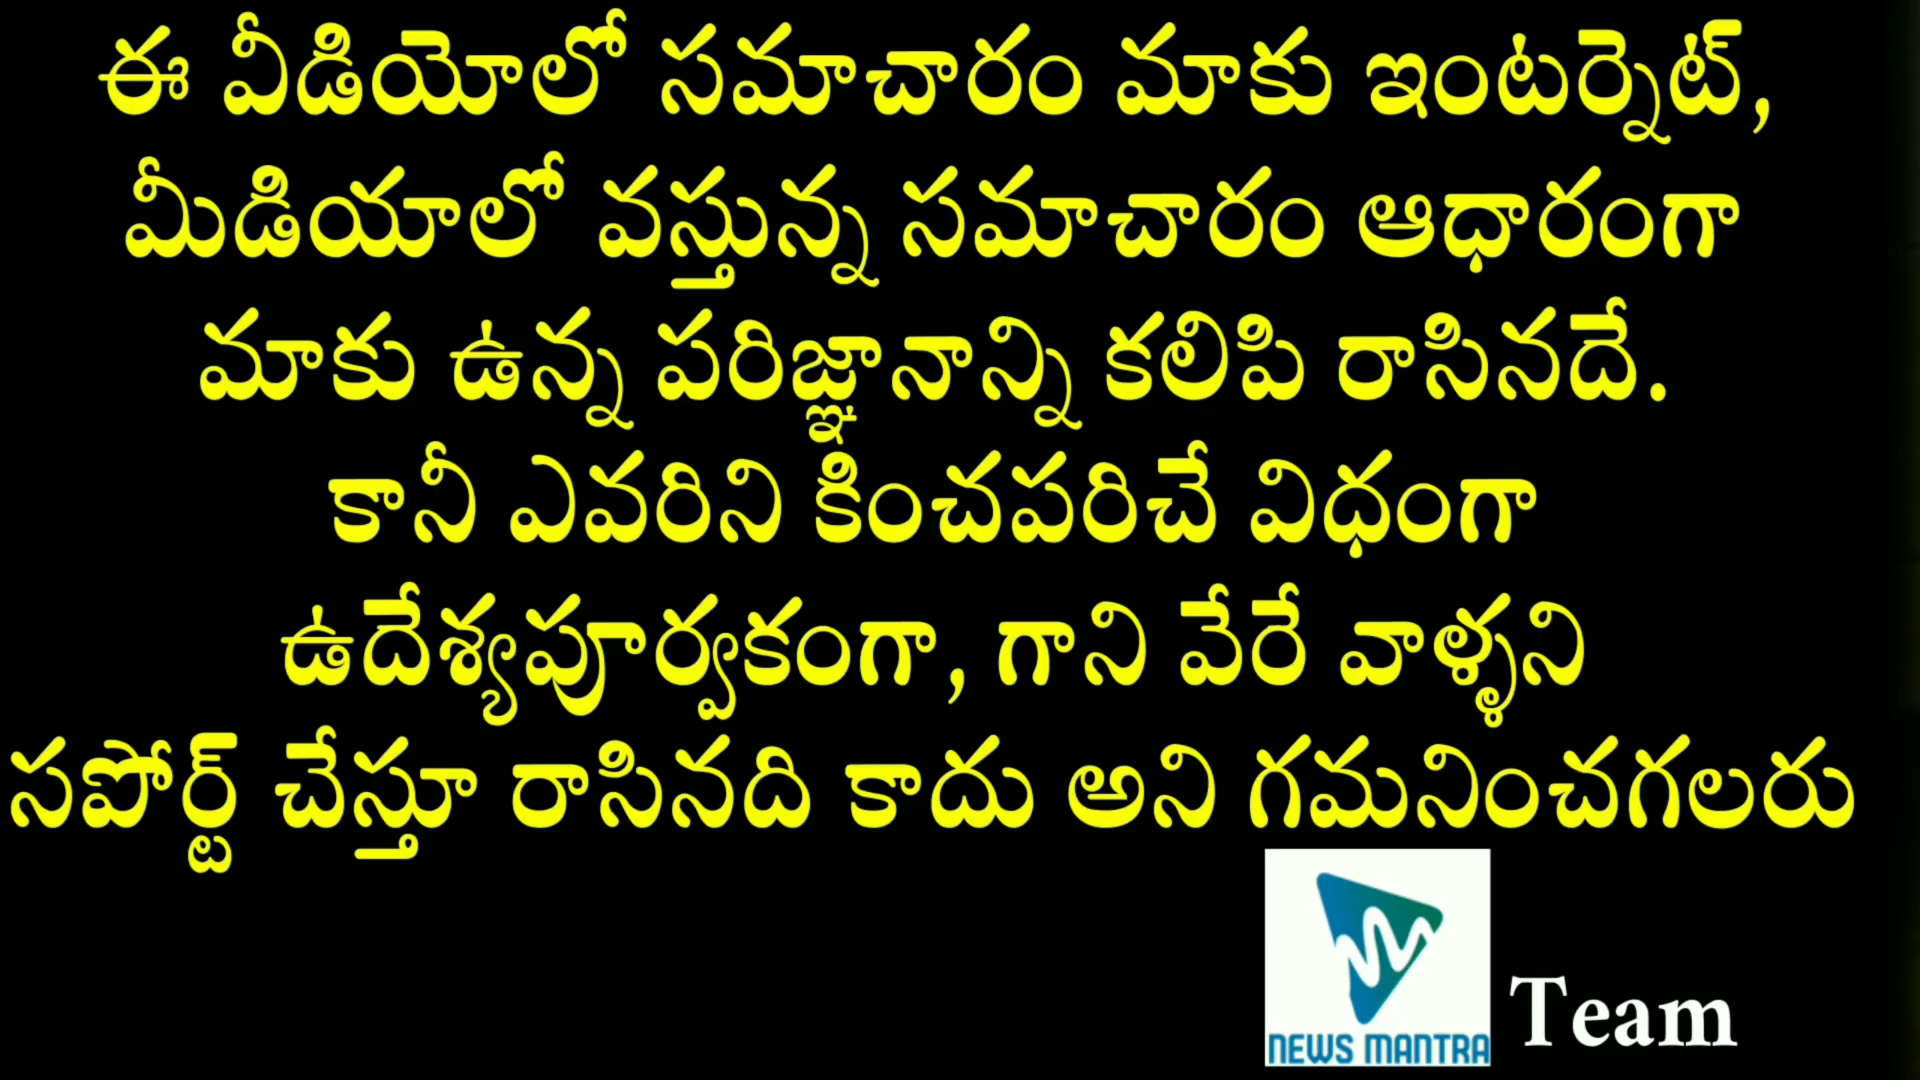 ఈ వీడియోలో సమాచారం మాకు ఇంటర్నెట్,
మీడియాలో వస్తున్న సమాచారం ఆధారంగా
మాకు ఉన్న పరిజ్ఞానాన్ని కలిపి రాసినదే.
కానీ ఎవరిని కించపరిచే విధంగా
ఉదేశ్యపూర్వకంగా, గాని వేరే వాళ్ళని
సపోర్ట్ చేస్తూ రాసినది కాదు అని గమనించగలరు
NEWS MANTRA Team